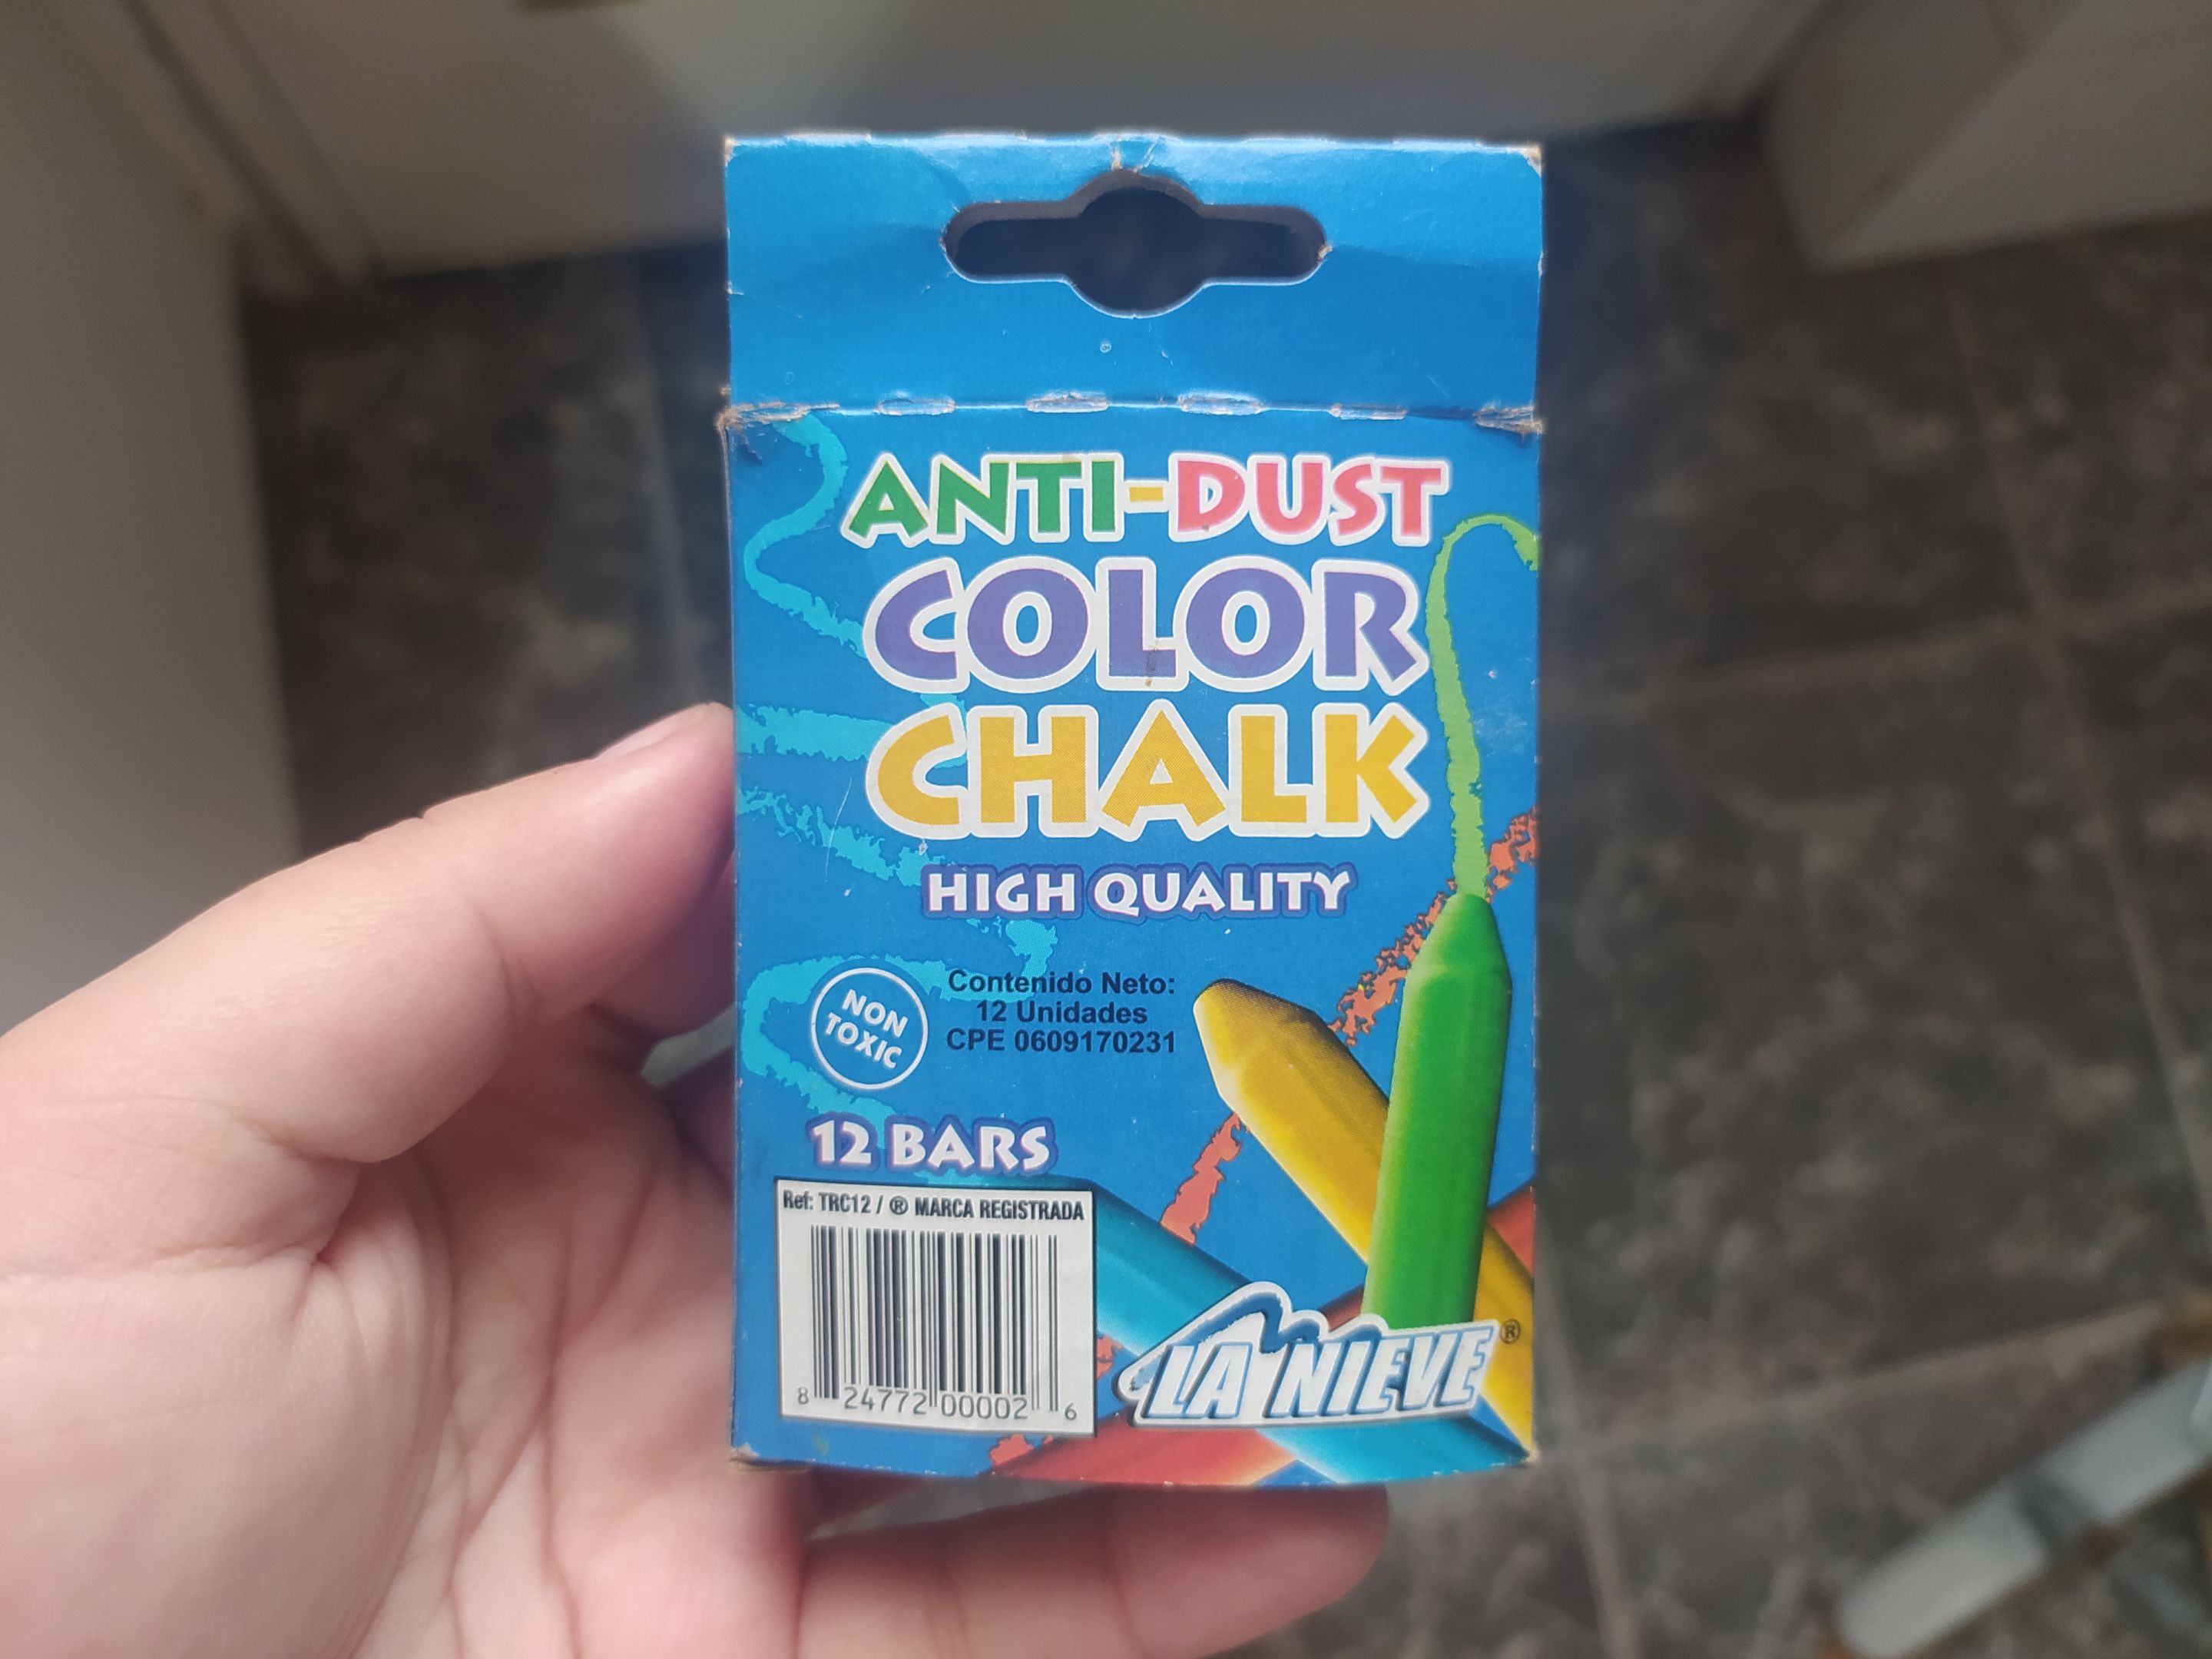 ANTI-DUST
COLOR
CHALK
HIGH QUALITY
NON
TOXIC
Contenido Neto:
12 Unidades
CPE 0609170231
12 BARS
Ref: TRC12 / ® MARCA REGISTRADA
8 24772 00002 6
LA NIEVE ®